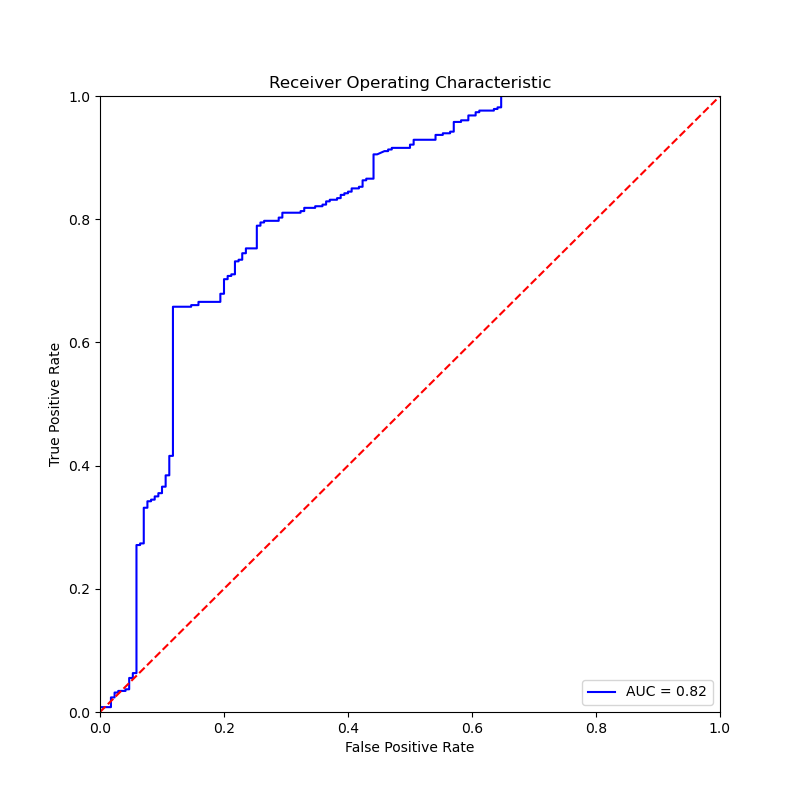 Receiver Operating Characteristic
True Positive Rate
1.0
0.8
0.6
0.4
0.2
0.0
0.0 0.2 0.4 0.6 0.8 1.0
False Positive Rate
AUC = 0.82